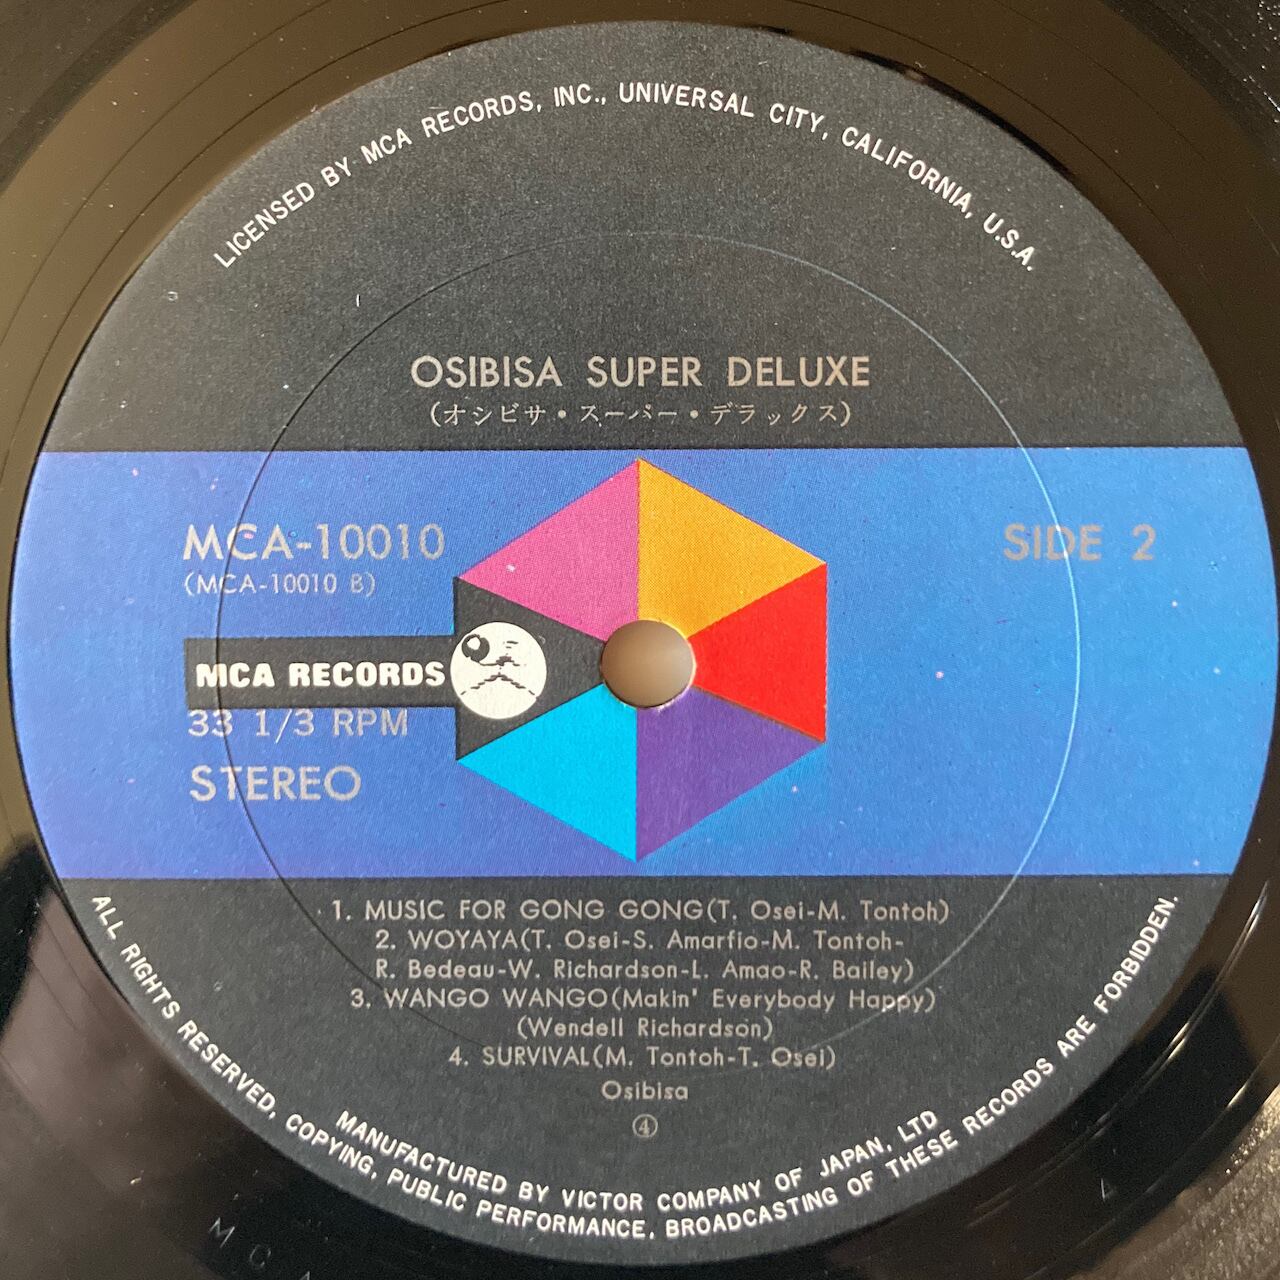 LICENSED BY MCA RECORDS, INC., UNIVERSAL CITY, CALIFORNIA, U.S.A.
OSIBISA SUPER DELUXE
(オシビサ・スーパー・デラックス)
MCA-10010
SIDE 2
(MCA-10010 B)
MCA RECORDS
33 1/3 RPM
STEREO
1. MUSIC FOR GONG GONG(T. Osei-M. Tontoh)
2. WOYAYA(T. Osei-S. Amarfio-M. Tontoh-
R. Bedeau-W. Richardson-L. Amao-R. Bailey)
3. WANGO WANGO(Makin' Everybody Happy)
(Wendell Richardson)
4. SURVIVAL(M. Tontoh-T. Osei)
Osibisa
④
MANUFACTURED BY VICTOR COMPANY OF JAPAN, LTD
ALL RIGHTS RESERVED, COPYING, PUBLIC PERFORMANCE, BROADCASTING OF THESE RECORDS ARE FORBIDDEN.